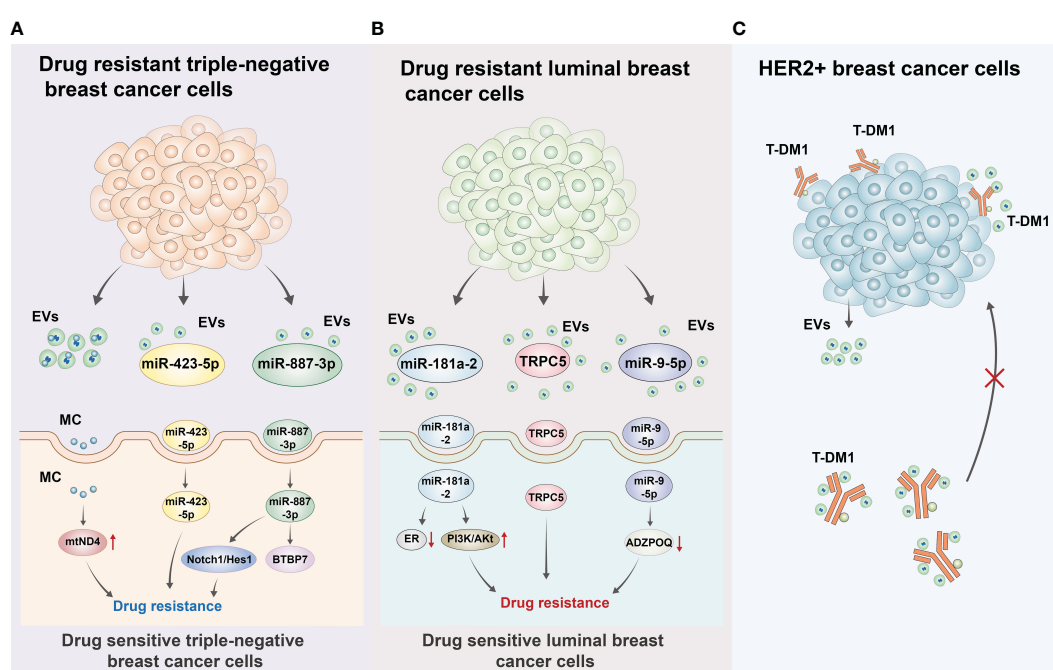 A
Drug resistant triple-negative
breast cancer cells
EVs
EVs
EVs
miR-423-5p
miR-887-3p
MC
miR-423
-5p
miR-887
-3p
MC
miR-423
-5p
miR-887
-3p
mtND4
Notch1/Hes1
BTBP7
Drug resistance
Drug sensitive triple-negative
breast cancer cells
B
Drug resistant luminal breast
cancer cells
EVs
EVs
EVs
miR-181a-2
TRPC5
miR-9-5p
miR-181a
-2
TRPC5
miR-9
-5p
miR-181a
-2
TRPC5
miR-9
-5p
ER
PI3K/AKt
ADZPOQ
Drug resistance
Drug sensitive luminal breast
cancer cells
C
HER2+ breast cancer cells
T-DM1
T-DM1
T-DM1
EVs
T-DM1